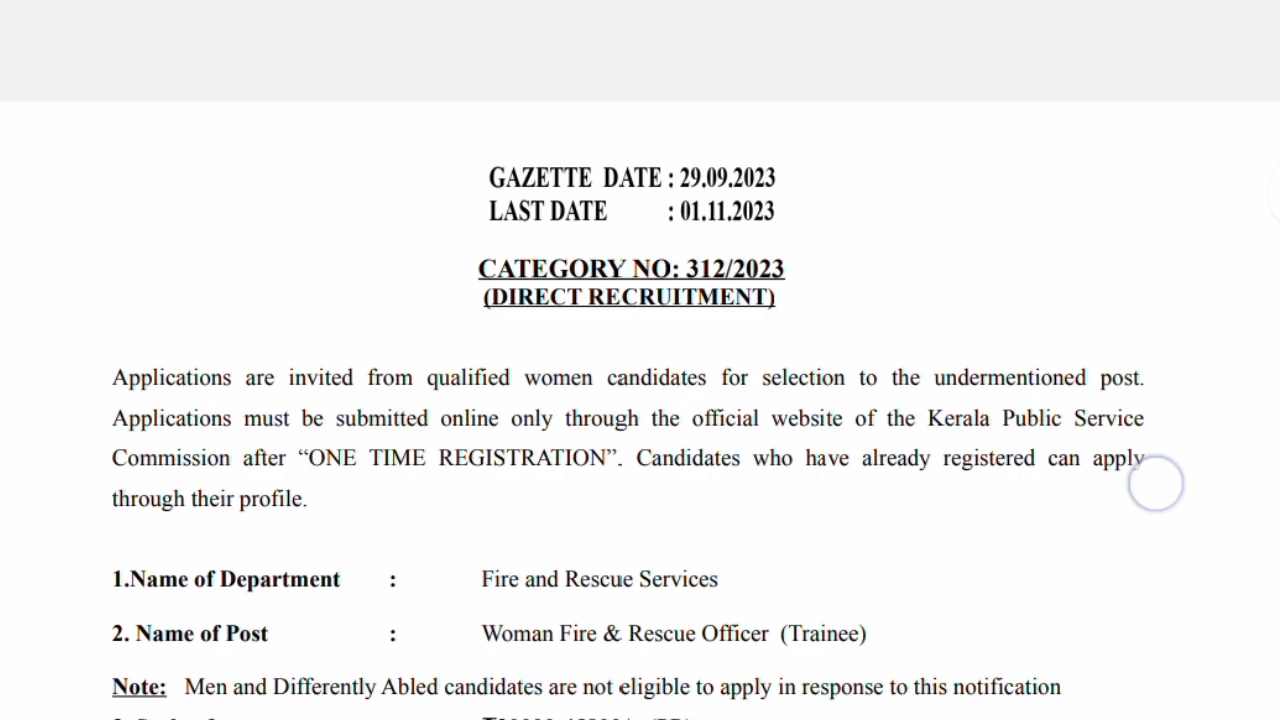 GAZETTE DATE : 29.09.2023
LAST DATE : 01.11.2023
CATEGORY NO: 312/2023
(DIRECT RECRUITMENT)
Applications are invited from qualified women candidates for selection to the undermentioned post.
Applications must be submitted online only through the official website of the Kerala Public Service
Commission after “ONE TIME REGISTRATION”. Candidates who have already registered can apply
through their profile.
1.Name of Department : Fire and Rescue Services
2. Name of Post : Woman Fire & Rescue Officer (Trainee)
Note: Men and Differently Abled candidates are not eligible to apply in response to this notification